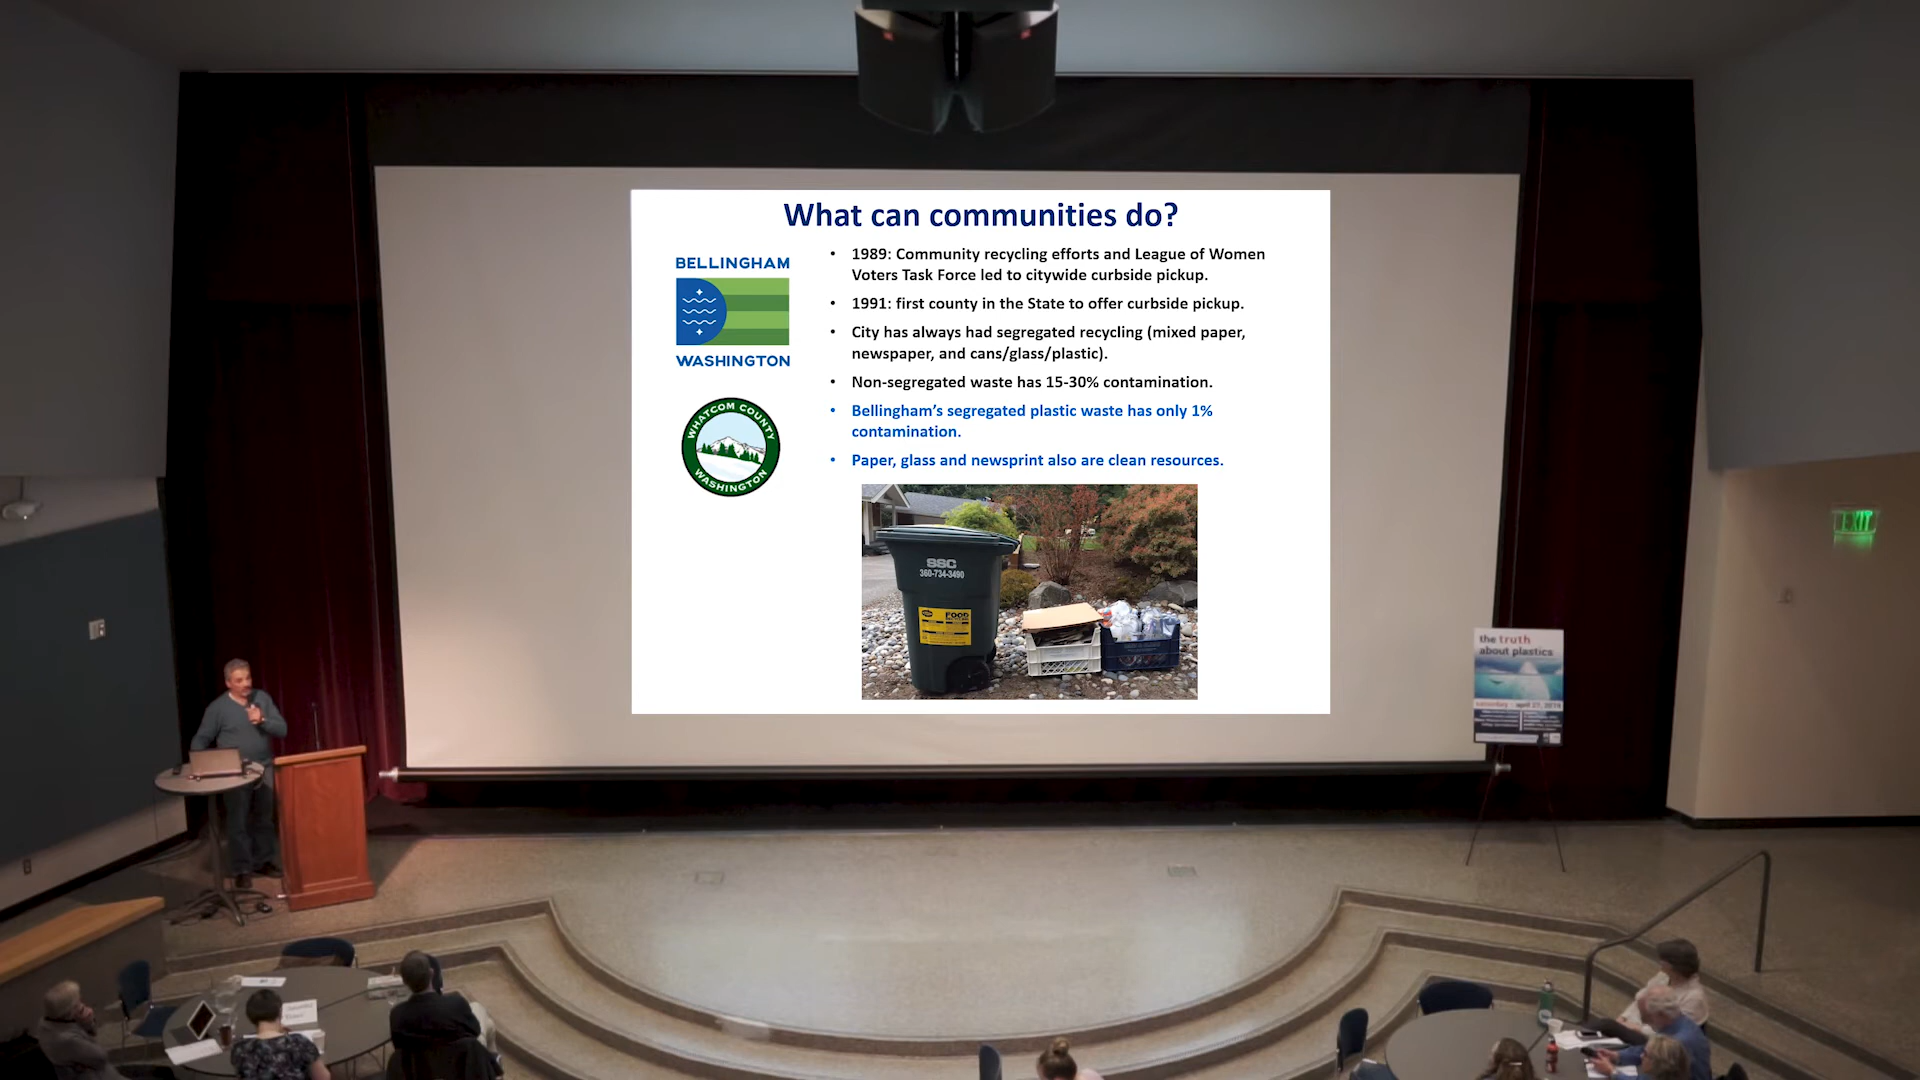 What can communities do?
BELLINGHAM
WASHINGTON
WHATCOM COUNTY
WASHINGTON
• 1989: Community recycling efforts and League of Women
Voters Task Force led to citywide curbside pickup.
• 1991: first county in the State to offer curbside pickup.
• City has always had segregated recycling (mixed paper,
newspaper, and cans/glass/plastic).
• Non-segregated waste has 15-30% contamination.
• Bellingham’s segregated plastic waste has only 1%
contamination.
• Paper, glass and newsprint also are clean resources.
SSC
360-734-3490
FOOD
EXIT
the truth
about plastics
saturday - april 27, 2019